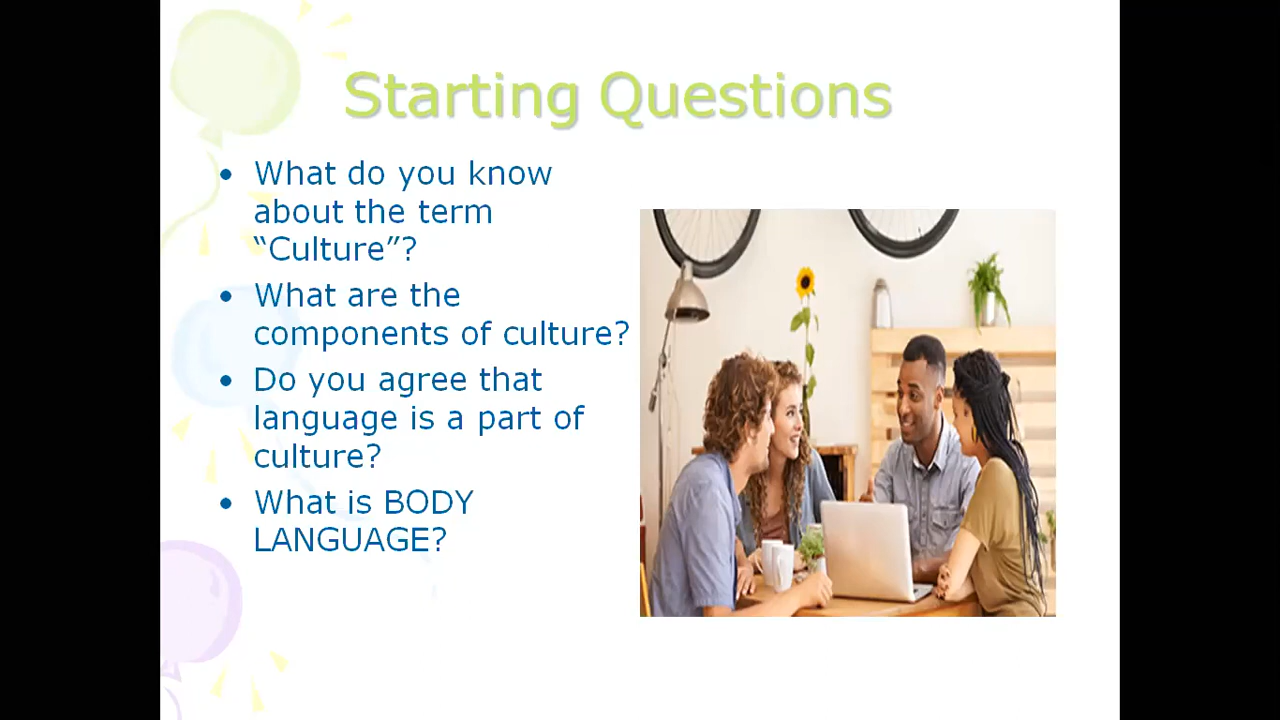 Starting Questions
• What do you know
about the term
“Culture”?
• What are the
components of culture?
• Do you agree that
language is a part of
culture?
• What is BODY
LANGUAGE?